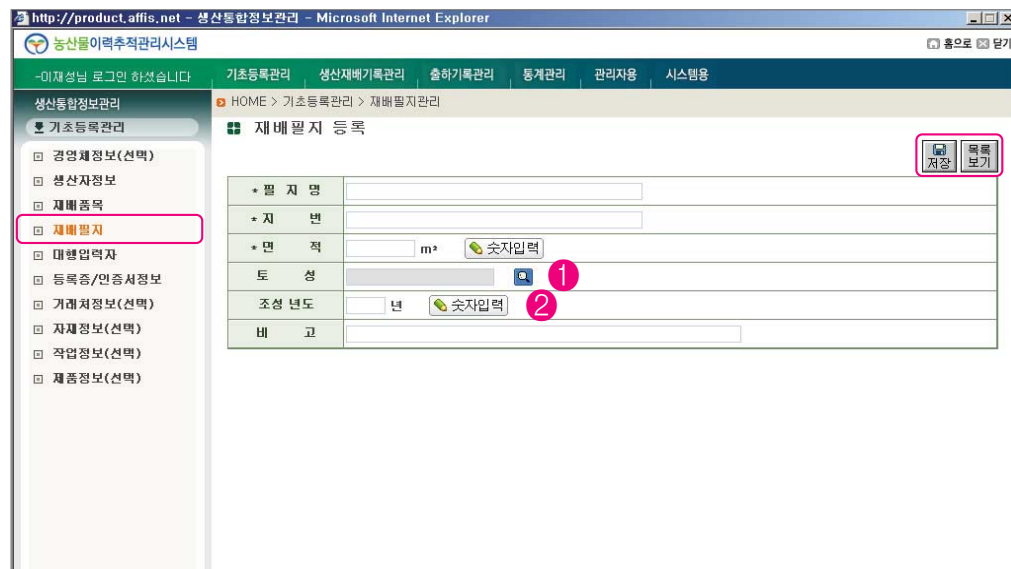 http://product.affis.net - 생산통합정보관리 - Microsoft Internet Explorer
농산물이력추적관리시스템
홈으로 닫기
-이재성님 로그인 하셨습니다
기초등록관리 생산재배기록관리 출하기록관리 통계관리 관리자용 시스템용
생산통합정보관리
HOME > 기초등록관리 > 재배필지관리
기초등록관리
재배필지 등록
저장
목록
보기
경영체정보(선택)
생산자정보
재배품목
재배필지
대행입력자
등록증/인증서정보
거래처정보(선택)
자재정보(선택)
작업정보(선택)
제품정보(선택)
* 필 지 명
* 지 번
* 면 적 m² 숫자입력
토 성 1
조성 년도 년 숫자입력 2
비 고